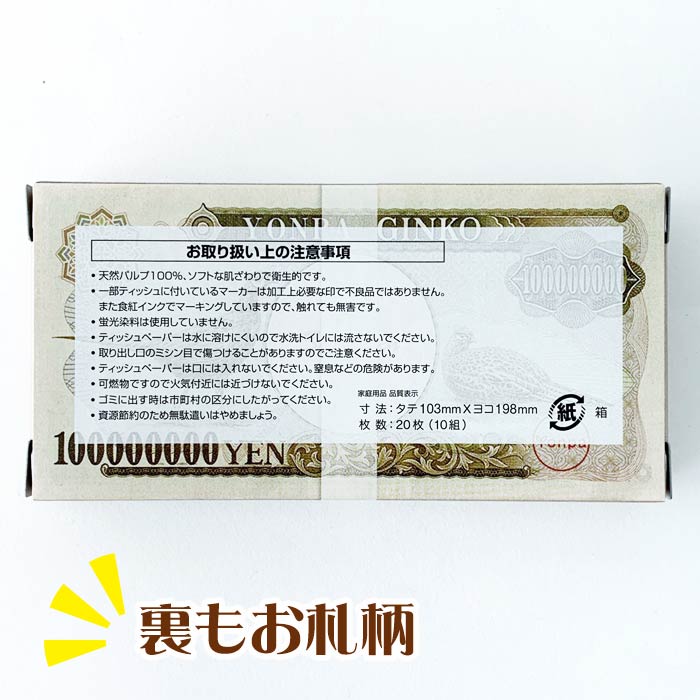 YONPA GINKO
お取り扱い上の注意事項
100000000
・天然パルプ100%、ソフトな肌ざわりで衛生的です。
・一部ティッシュに付いているマーカーは加工上必要な印で不良品ではありません。
また食紅インクでマーキングしていますので、触れても無害です。
・蛍光染料は使用していません。
・ティッシュペーパーは水に溶けにくいので水洗トイレには流さないでください。
・取り出し口のミシン目で傷つけることがありますのでご注意ください。
・ティッシュペーパーは口には入れないでください。窒息などの危険があります。
・可燃物ですので火気付近には近づけないでください。
・ゴミに出す時は市町村の区分にしたがってください。
・資源節約のため無駄遣いはやめましょう。
家庭用品 品質表示
寸 法:タテ103mm×ヨコ198mm
枚 数:20枚(10組)
紙 箱
100000000 YEN
裏もお札柄